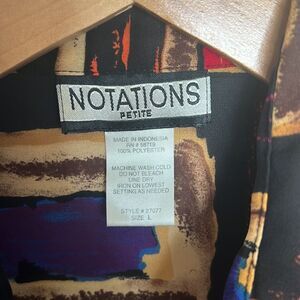 NOTATIONS
PETITE
MADE IN INDONESIA
RN # 58719
100% POLYESTER
MACHINE WASH COLD
DO NOT BLEACH
LINE DRY
IRON ON LOWEST
SETTING AS NEEDED
STYLE # 27077
SIZE L